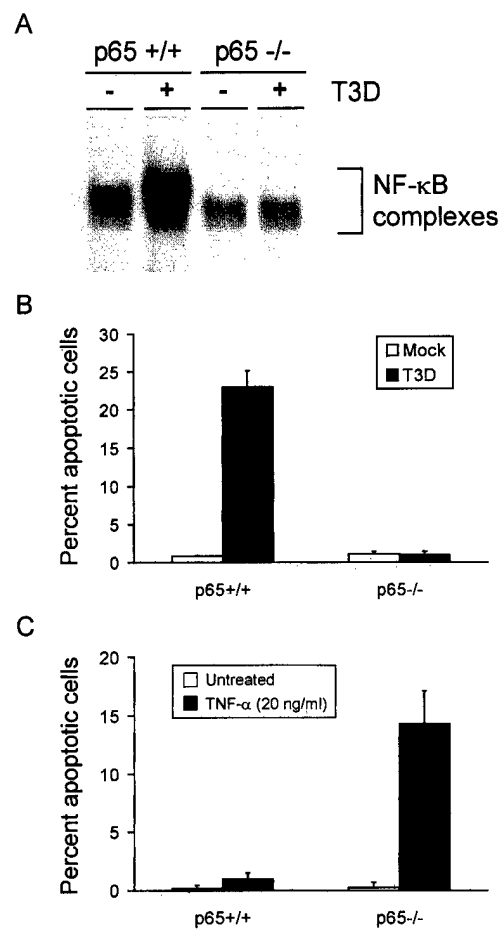 A
p65 +/+ p65 -/-
- + - + T3D
NF-κB
complexes
B
Percent apoptotic cells
30
25
20
15
10
5
0
Mock
T3D
p65+/+ p65-/-
C
Percent apoptotic cells
20
15
10
5
0
Untreated
TNF-α (20 ng/ml)
p65+/+ p65-/-